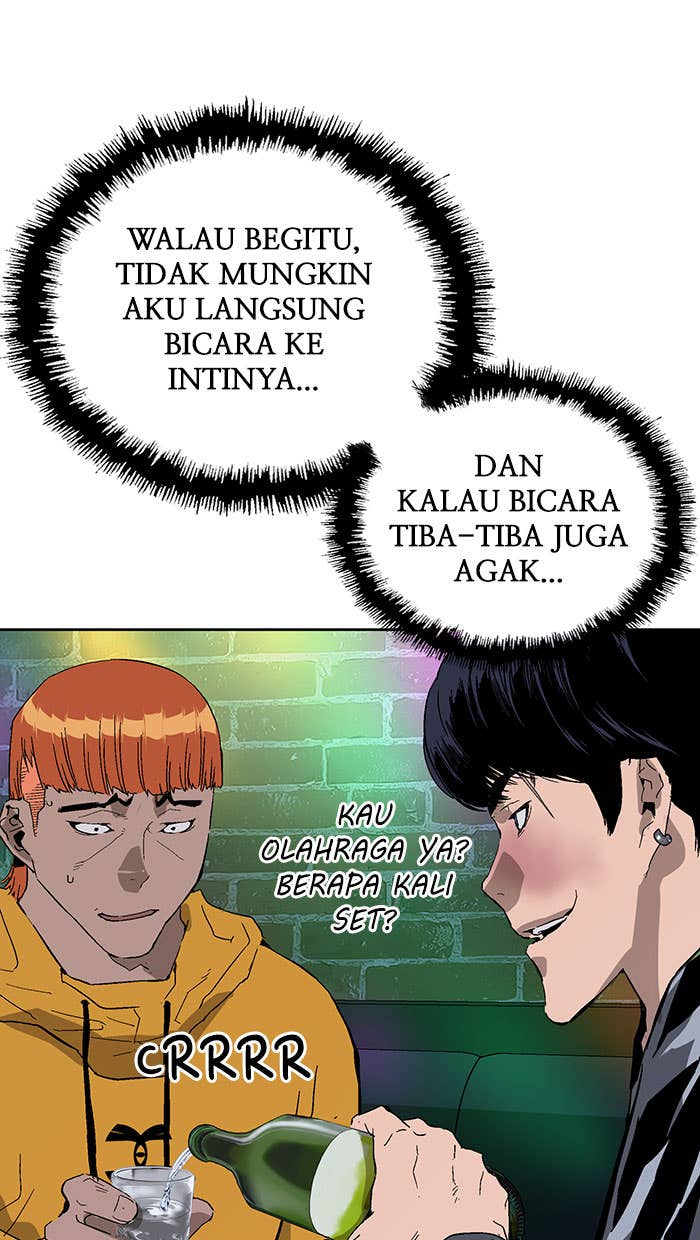 WALAU BEGITU,
TIDAK MUNGKIN
AKU LANGSUNG
BICARA KE
INTINYA...
DAN
KALAU BICARA
TIBA-TIBA JUGA
AGAK...
KAU
OLAHRAGA YA?
BERAPA KALI
SET?
CRRRR